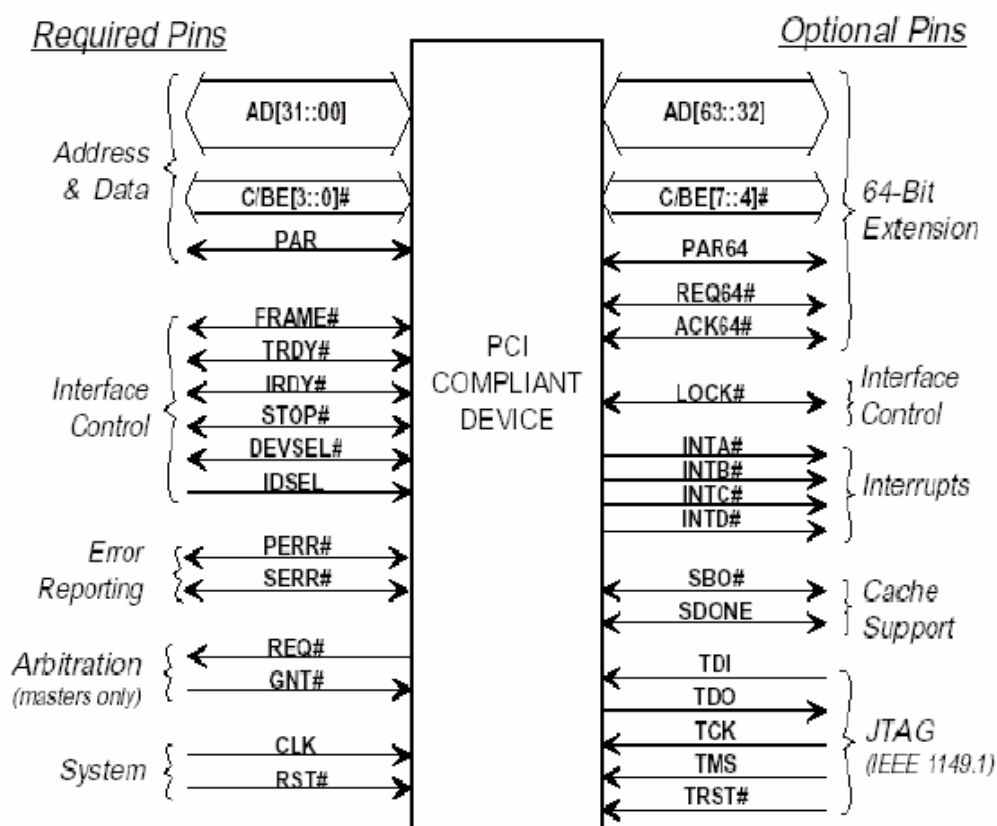 Required Pins
Optional Pins
Address
& Data
AD[31::00]
C/BE[3::0]#
PAR
Interface
Control
FRAME#
TRDY#
IRDY#
STOP#
DEVSEL#
IDSEL
Error
Reporting
PERR#
SERR#
Arbitration
(masters only)
REQ#
GNT#
System
CLK
RST#
PCI
COMPLIANT
DEVICE
AD[63::32]
C/BE[7::4]#
PAR64
REQ64#
ACK64#
64-Bit
Extension
LOCK#
Interface
Control
INTA#
INTB#
INTC#
INTD#
Interrupts
SBO#
SDONE
Cache
Support
TDI
TDO
TCK
TMS
TRST#
JTAG
(IEEE 1149.1)